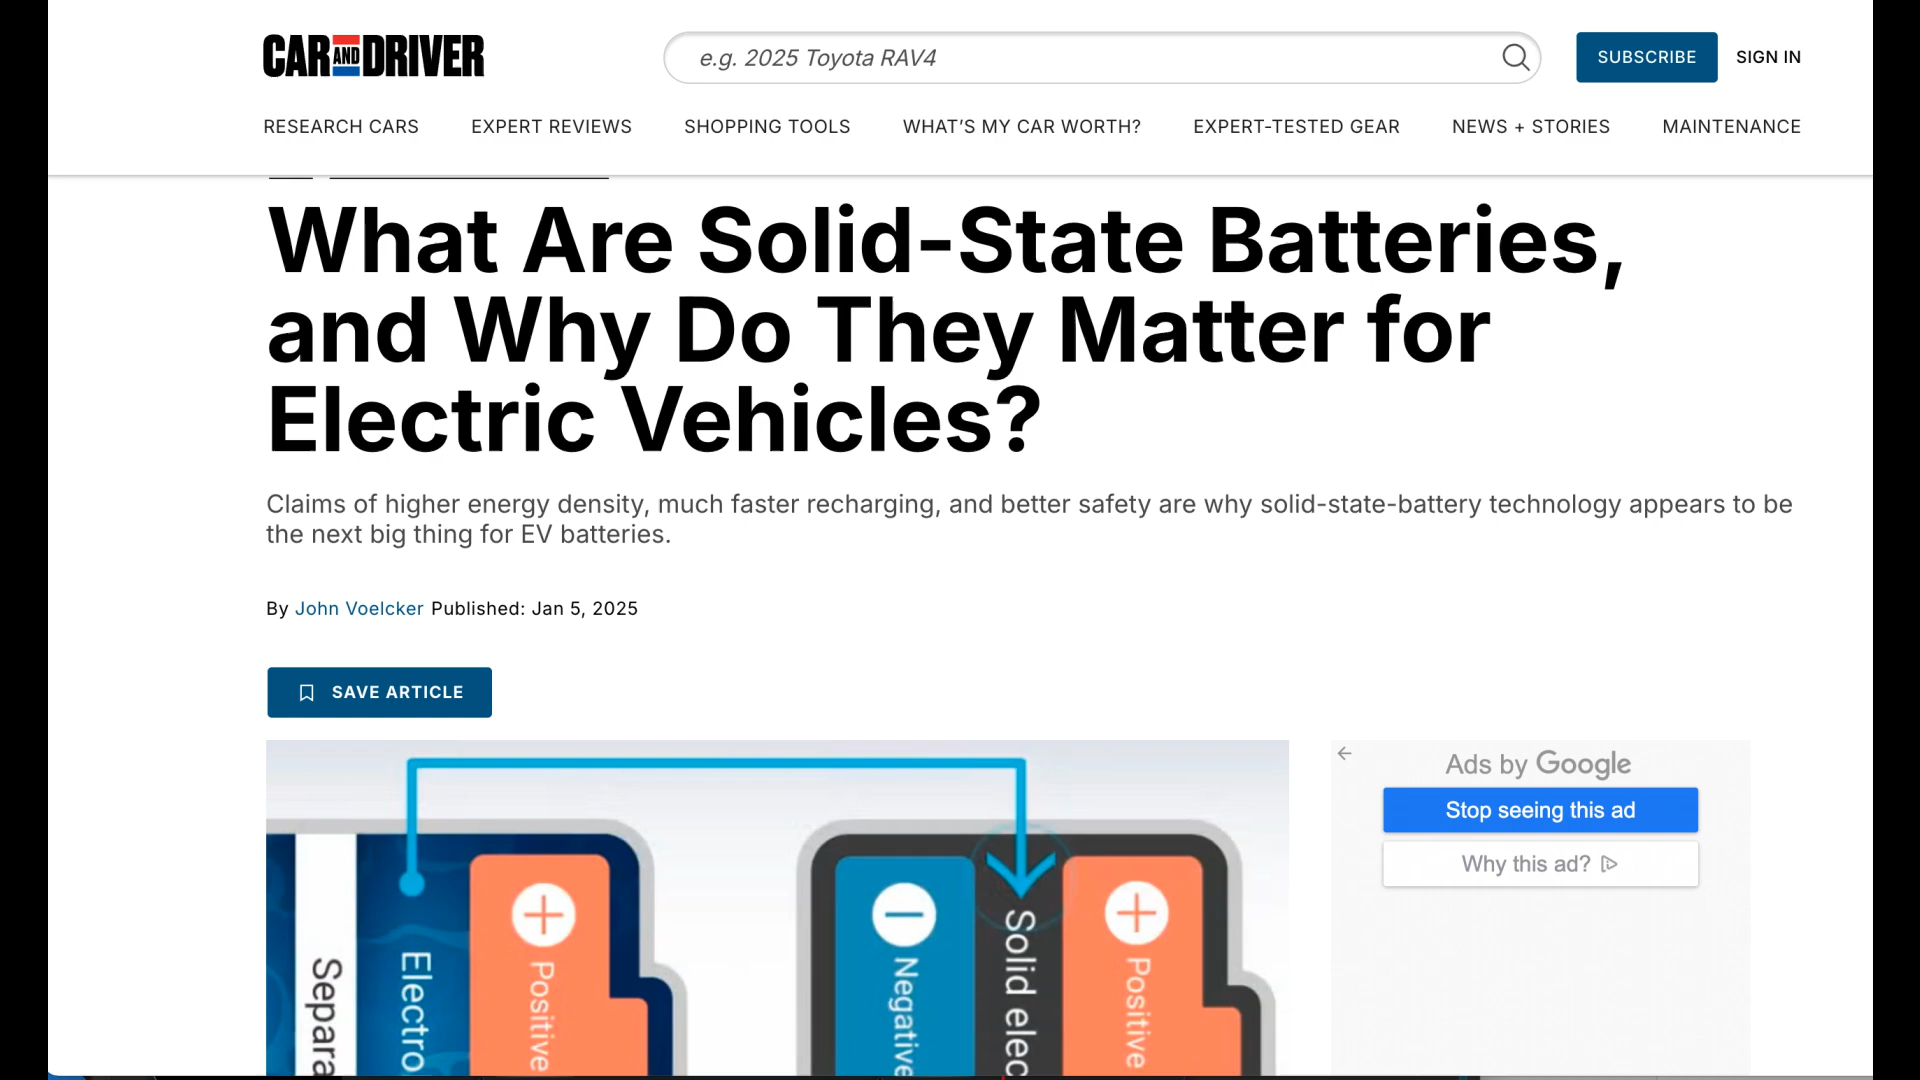 CAR AND DRIVER
e.g. 2025 Toyota RAV4
SUBSCRIBE
SIGN IN
RESEARCH CARS
EXPERT REVIEWS
SHOPPING TOOLS
WHAT'S MY CAR WORTH?
EXPERT-TESTED GEAR
NEWS + STORIES
MAINTENANCE
What Are Solid-State Batteries,
and Why Do They Matter for
Electric Vehicles?
Claims of higher energy density, much faster recharging, and better safety are why solid-state-battery technology appears to be
the next big thing for EV batteries.
By John Voelcker Published: Jan 5, 2025
SAVE ARTICLE
Separa
Electro
Positive
Negative
Solid elec
Positive
Ads by Google
Stop seeing this ad
Why this ad?